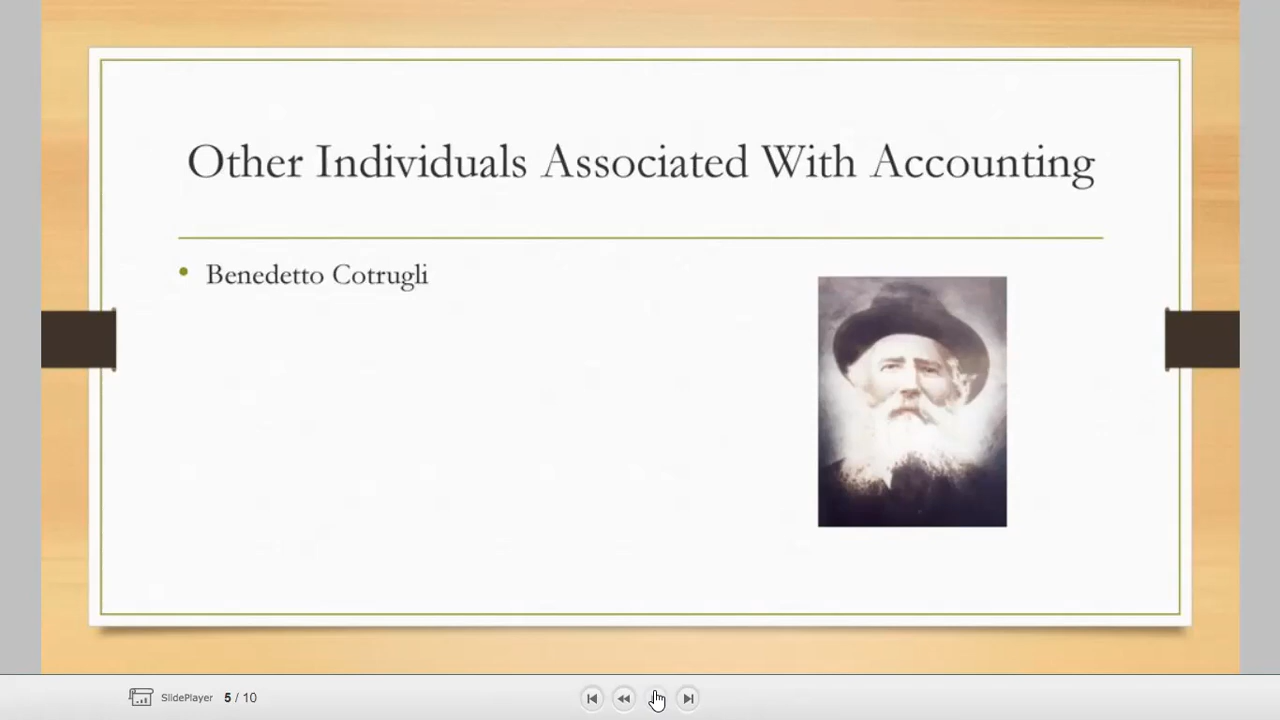 Other Individuals Associated With Accounting
• Benedetto Cotrugli
SlidePlayer 5 / 10